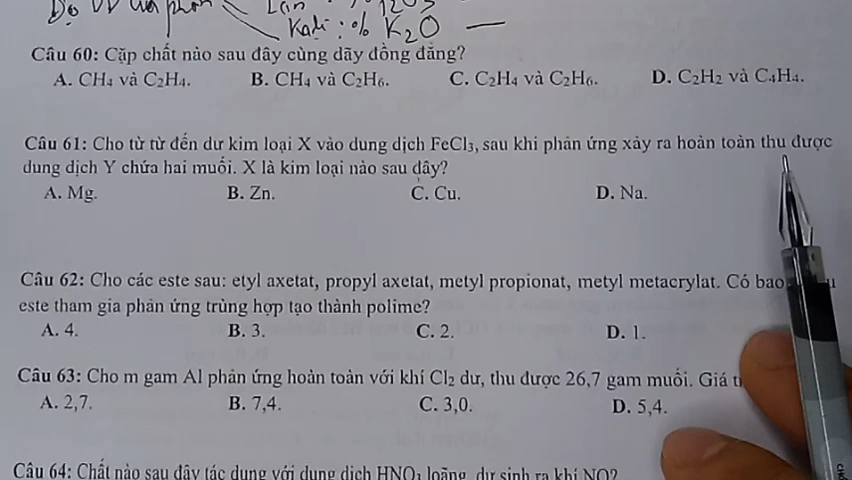 Kali : % K2O —
Câu 60: Cặp chất nào sau đây cùng dãy đồng đẳng?
A. CH4 và C2H4. B. CH4 và C2H6. C. C2H4 và C2H6. D. C2H2 và C4H4.
Câu 61: Cho từ từ đến dư kim loại X vào dung dịch FeCl3, sau khi phản ứng xảy ra hoàn toàn thu được
dung dịch Y chứa hai muối. X là kim loại nào sau đây?
A. Mg. B. Zn. C. Cu. D. Na.
Câu 62: Cho các este sau: etyl axetat, propyl axetat, metyl propionat, metyl metacrylat. Có bao
este tham gia phản ứng trùng hợp tạo thành polime?
A. 4. B. 3. C. 2. D. 1.
Câu 63: Cho m gam Al phản ứng hoàn toàn với khí Cl2 dư, thu được 26,7 gam muối. Giá
A. 2,7. B. 7,4. C. 3,0. D. 5,4.
Câu 64: Chất nào sau đây tác dụng với dung dịch HNO3 loãng, dư sinh ra khí NO?